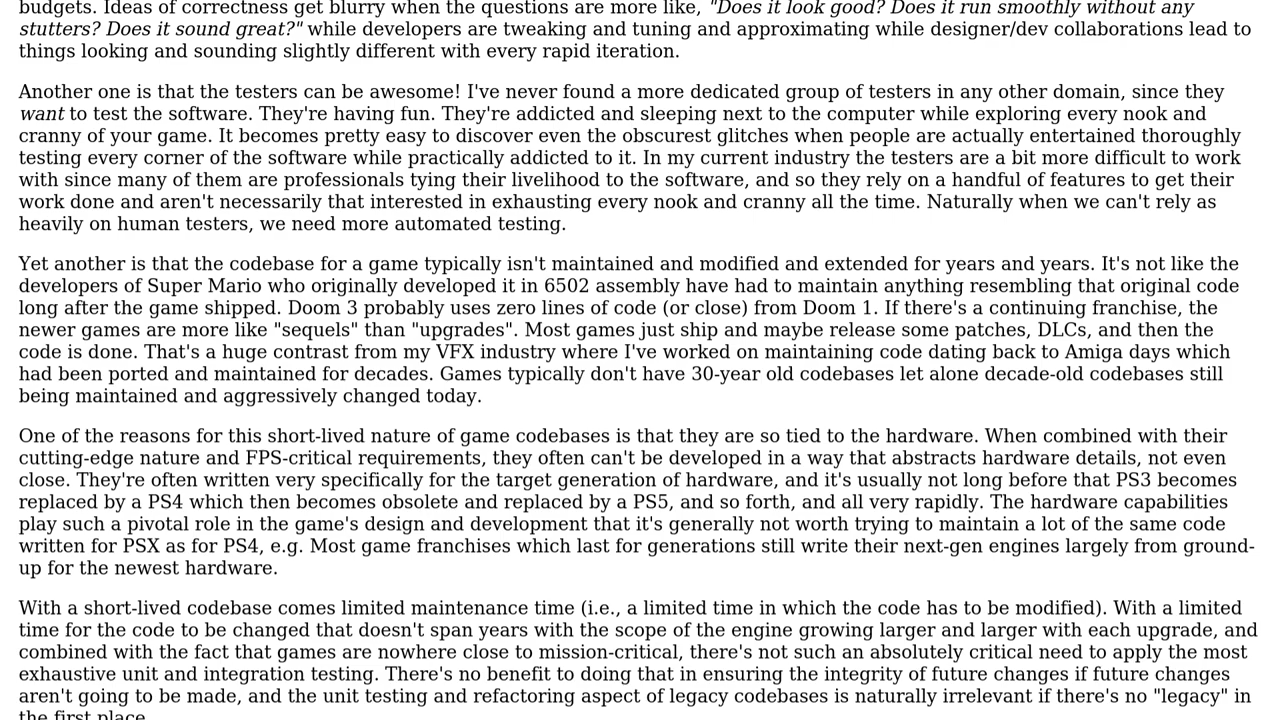 budgets. Ideas of correctness get blurry when the questions are more like, "Does it look good? Does it run smoothly without any
stutters? Does it sound great?" while developers are tweaking and tuning and approximating while designer/dev collaborations lead to
things looking and sounding slightly different with every rapid iteration.
Another one is that the testers can be awesome! I've never found a more dedicated group of testers in any other domain, since they
want to test the software. They're having fun. They're addicted and sleeping next to the computer while exploring every nook and
cranny of your game. It becomes pretty easy to discover even the obscurest glitches when people are actually entertained thoroughly
testing every corner of the software while practically addicted to it. In my current industry the testers are a bit more difficult to work
with since many of them are professionals tying their livelihood to the software, and so they rely on a handful of features to get their
work done and aren't necessarily that interested in exhausting every nook and cranny all the time. Naturally when we can't rely as
heavily on human testers, we need more automated testing.
Yet another is that the codebase for a game typically isn't maintained and modified and extended for years and years. It's not like the
developers of Super Mario who originally developed it in 6502 assembly have had to maintain anything resembling that original code
long after the game shipped. Doom 3 probably uses zero lines of code (or close) from Doom 1. If there's a continuing franchise, the
newer games are more like "sequels" than "upgrades". Most games just ship and maybe release some patches, DLCs, and then the
code is done. That's a huge contrast from my VFX industry where I've worked on maintaining code dating back to Amiga days which
had been ported and maintained for decades. Games typically don't have 30-year old codebases let alone decade-old codebases still
being maintained and aggressively changed today.
One of the reasons for this short-lived nature of game codebases is that they are so tied to the hardware. When combined with their
cutting-edge nature and FPS-critical requirements, they often can't be developed in a way that abstracts hardware details, not even
close. They're often written very specifically for the target generation of hardware, and it's usually not long before that PS3 becomes
replaced by a PS4 which then becomes obsolete and replaced by a PS5, and so forth, and all very rapidly. The hardware capabilities
play such a pivotal role in the game's design and development that it's generally not worth trying to maintain a lot of the same code
written for PSX as for PS4, e.g. Most game franchises which last for generations still write their next-gen engines largely from ground-
up for the newest hardware.
With a short-lived codebase comes limited maintenance time (i.e., a limited time in which the code has to be modified). With a limited
time for the code to be changed that doesn't span years with the scope of the engine growing larger and larger with each upgrade, and
combined with the fact that games are nowhere close to mission-critical, there's not such an absolutely critical need to apply the most
exhaustive unit and integration testing. There's no benefit to doing that in ensuring the integrity of future changes if future changes
aren't going to be made, and the unit testing and refactoring aspect of legacy codebases is naturally irrelevant if there's no "legacy" in
the first place.